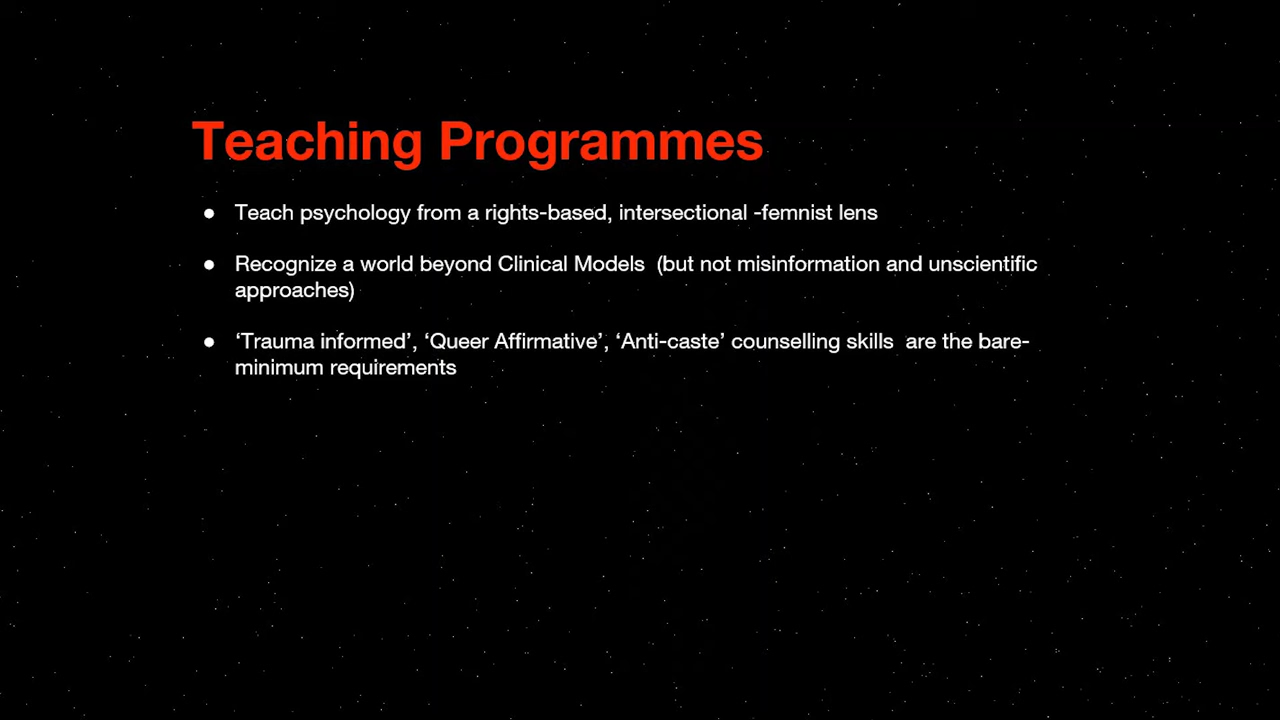 Teaching Programmes
● Teach psychology from a rights-based, intersectional -femnist lens
● Recognize a world beyond Clinical Models  (but not misinformation and unscientific
approaches)
● ‘Trauma informed’, ‘Queer Affirmative’, ‘Anti-caste’ counselling skills  are the bare-
minimum requirements